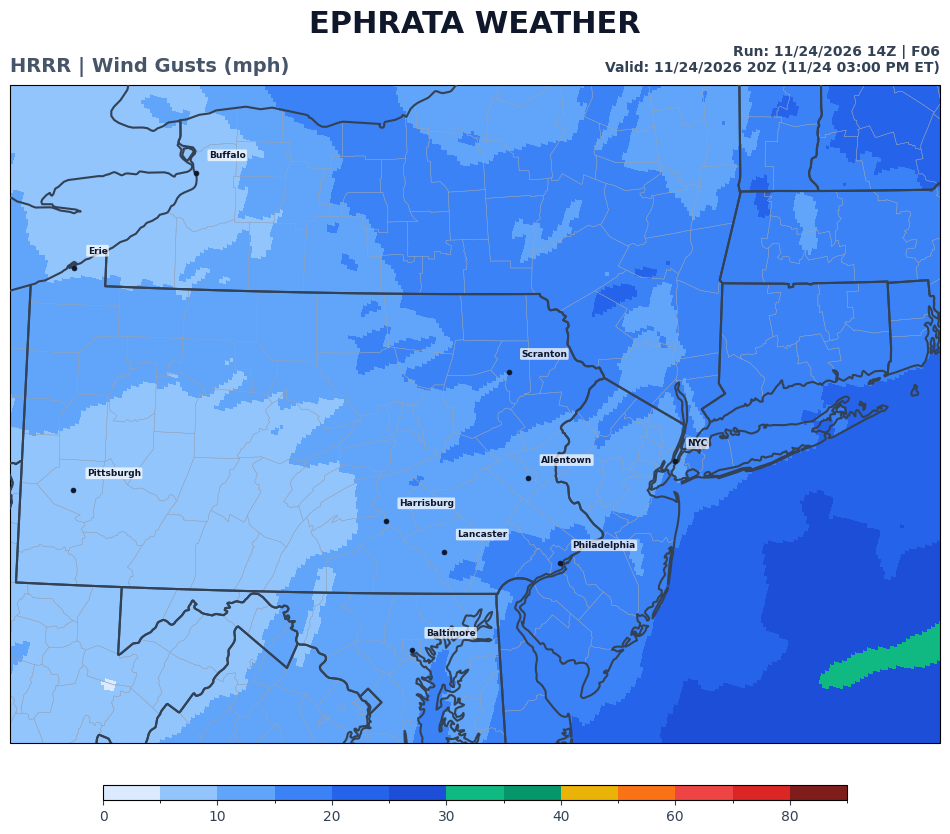 EPHRATA WEATHER
HRRR | Wind Gusts (mph)
Run: 11/24/2026 14Z | F06
Valid: 11/24/2026 20Z (11/24 03:00 PM ET)
Buffalo
Erie
Scranton
NYC
Allentown
Pittsburgh
Harrisburg
Lancaster
Philadelphia
Baltimore
0 10 20 30 40 50 60 70 80